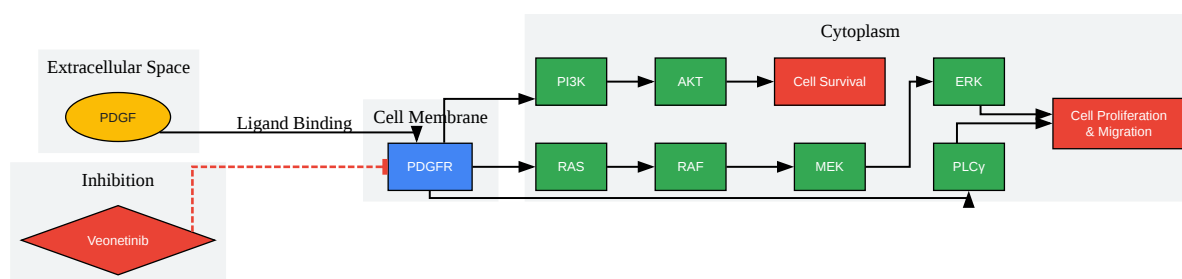 Extracellular Space
PDGF
Ligand Binding
Inhibition
Veonetinib
Cell Membrane
PDGFR
Cytoplasm
PI3K
AKT
Cell Survival
ERK
RAS
RAF
MEK
PLCγ
Cell Proliferation
& Migration